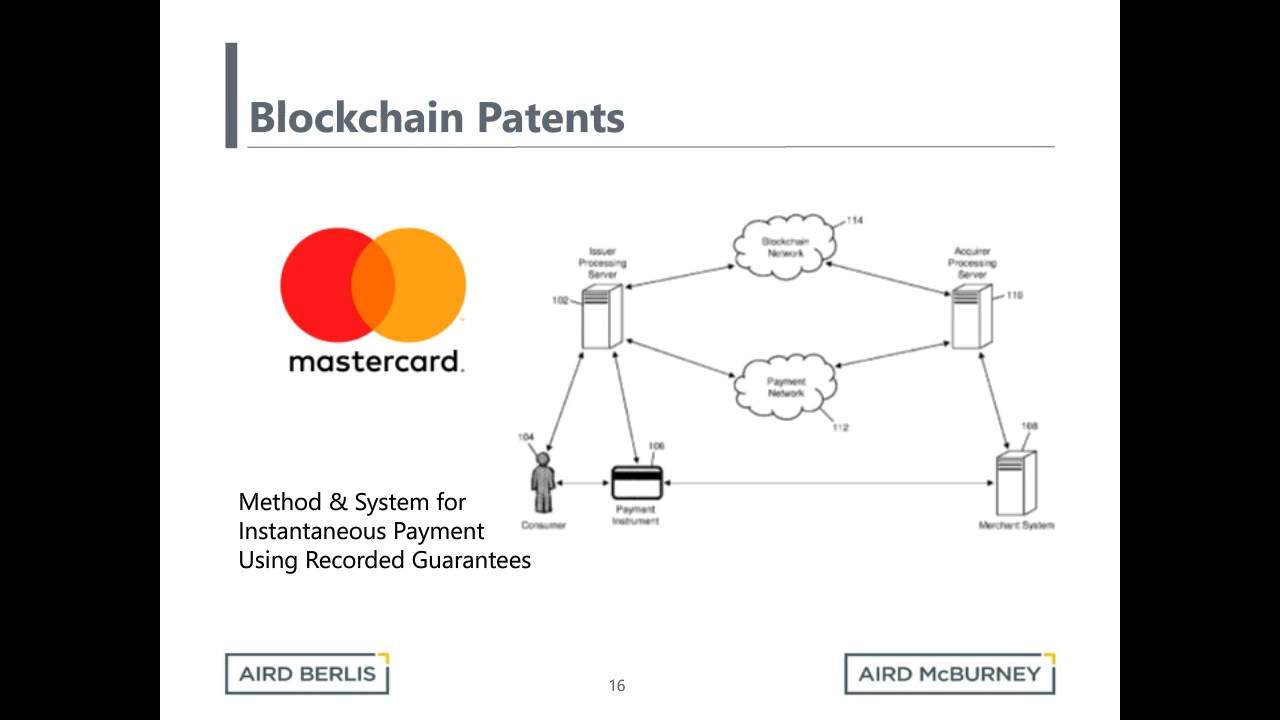 Blockchain Patents
mastercard.
Method & System for
Instantaneous Payment
Using Recorded Guarantees
Issuer
Processing
Server
102
Blockchain
Network
114
Acquirer
Processing
Server
110
Payment
Network
112
104
Consumer
106
Payment
Instrument
108
Merchant System
AIRD BERLIS
16
AIRD McBURNEY